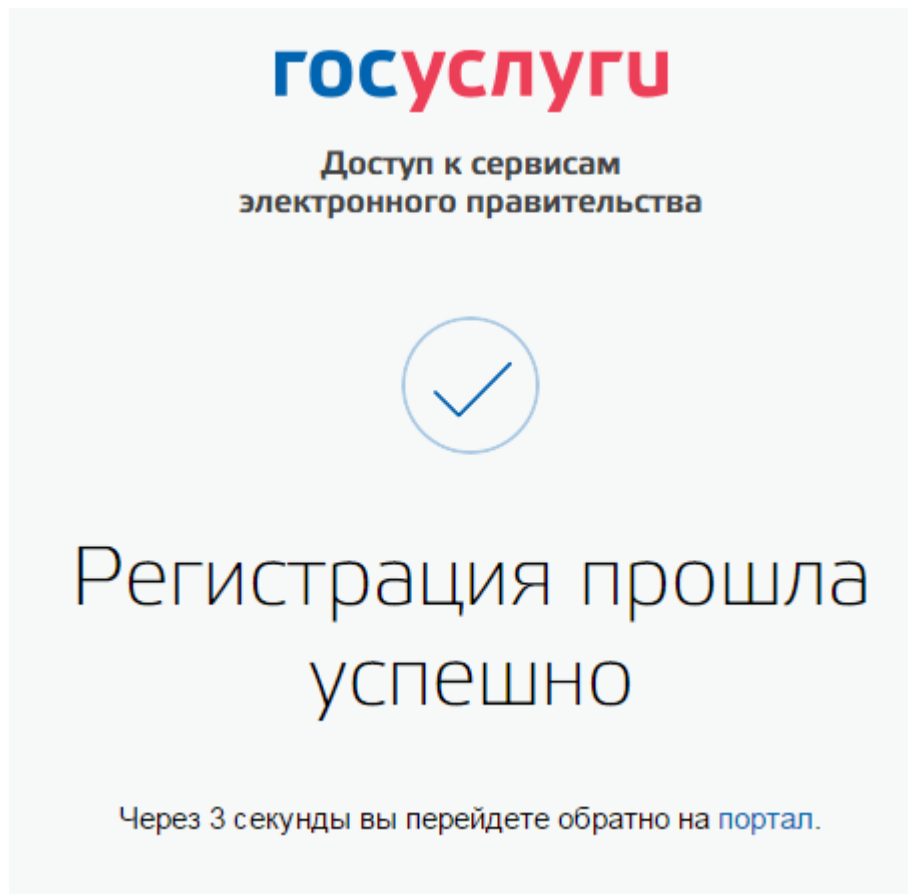 госуслуги
Доступ к сервисам
электронного правительства
Регистрация прошла
успешно
Через 3 секунды вы перейдете обратно на портал.